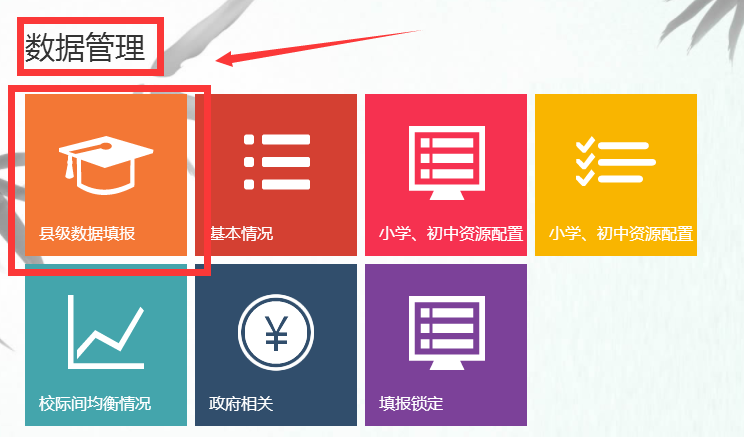 数据管理
县级数据填报
基本情况
小学、初中资源配置
小学、初中资源配置
校际间均衡情况
¥
政府相关
填报锁定